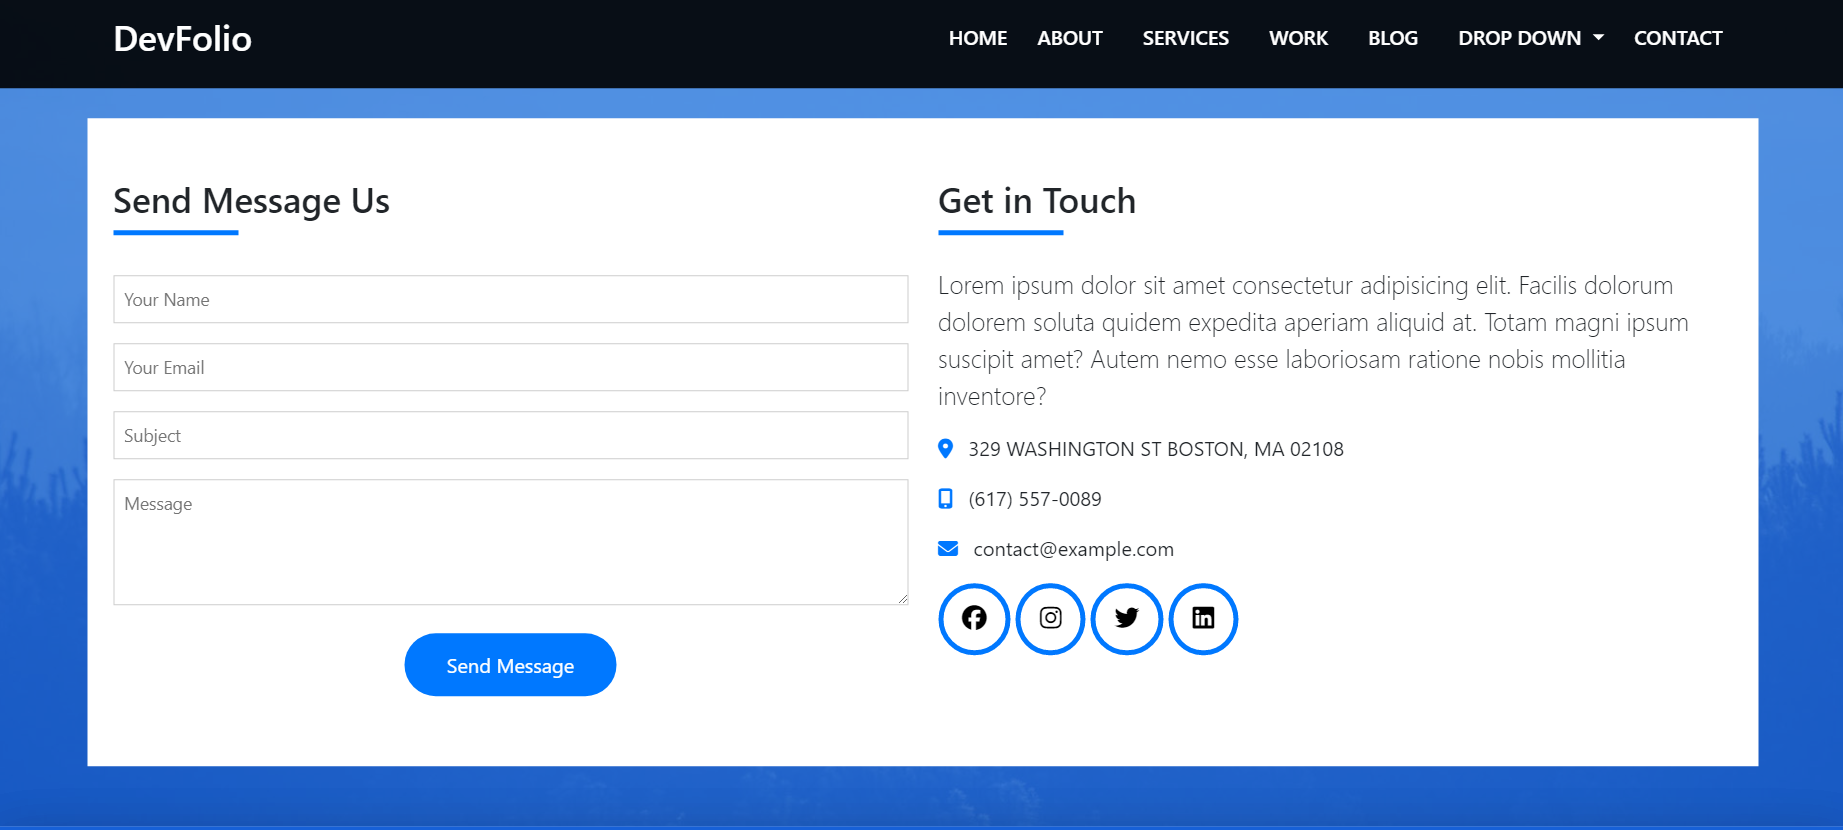 DevFolio
HOME ABOUT SERVICES WORK BLOG DROP DOWN CONTACT
Send Message Us
Your Name
Your Email
Subject
Message
Send Message
Get in Touch
Lorem ipsum dolor sit amet consectetur adipisicing elit. Facilis dolorum
dolorem soluta quidem expedita aperiam aliquid at. Totam magni ipsum
suscipit amet? Autem nemo esse laboriosam ratione nobis mollitia
inventore?
329 WASHINGTON ST BOSTON, MA 02108
(617) 557-0089
contact@example.com